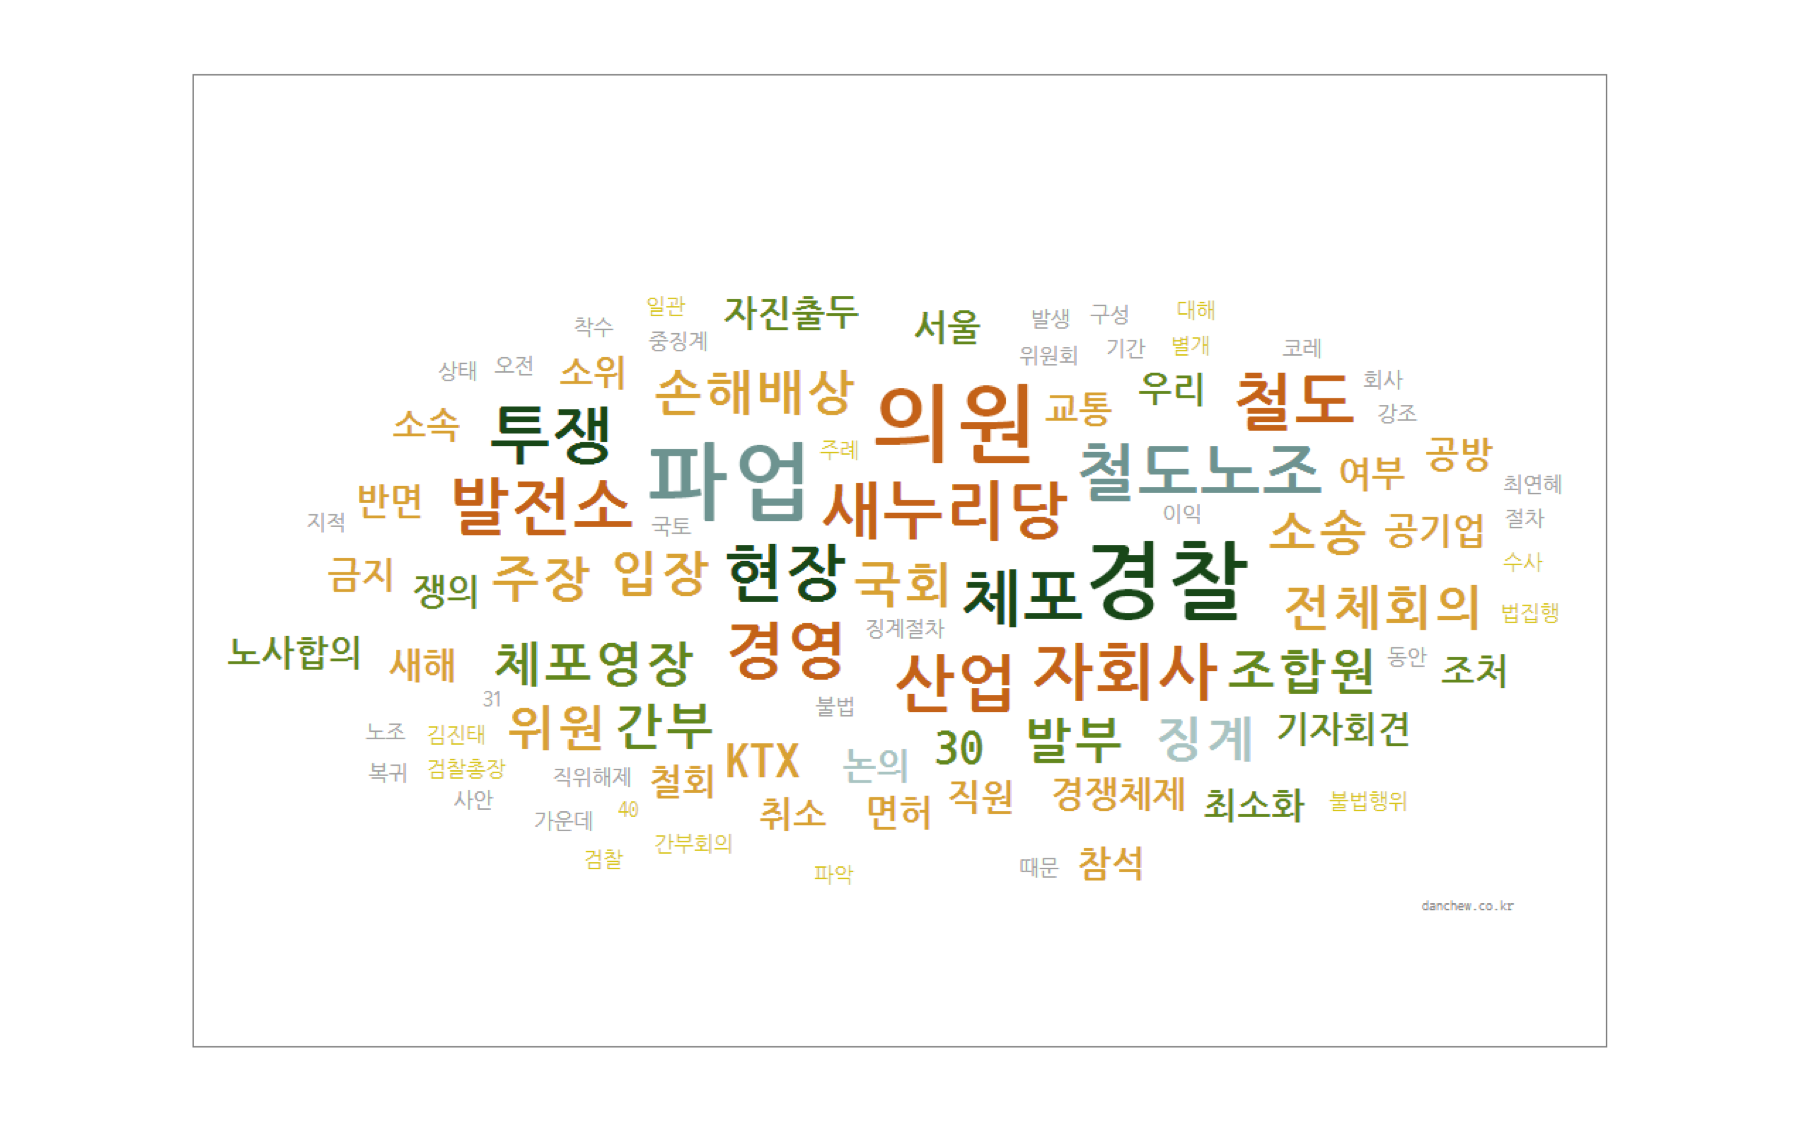 일관
자진출두
서울
발생
구성
대해
착수
중징계
위원회
기간
별개
코레
상태
오전
소위
손해배상
의원
교통
우리
철도
회사
강조
소속
투쟁
파업
주례
철도노조
여부
공방
최연혜
반면
지적
발전소
국토
새누리당
이익
소송
공기업
절차
금지
쟁의
주장
입장
현장
국회
체포
경찰
전체회의
수사
법집행
노사합의
새해
체포영장
경영
징계절차
산업
자회사
조합원
동안
조처
31
노조
김진태
위원
간부
불법
30
발부
징계
기자회견
복귀
검찰총장
직위해제
철회
KTX
논의
사안
가운데
40
취소
면허
직원
경쟁체제
최소화
불법행위
검찰
간부회의
파악
때문
참석
danchew.co.kr